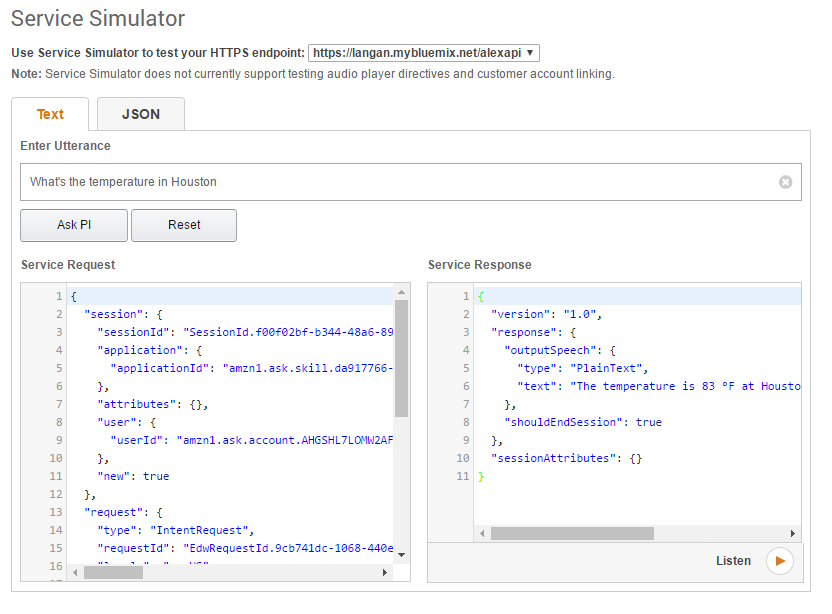 Service Simulator
Use Service Simulator to test your HTTPS endpoint: https://langan.mybluemix.net/alexapi
Note: Service Simulator does not currently support testing audio player directives and customer account linking.
Text JSON
Enter Utterance
What's the temperature in Houston
Ask PI Reset
Service Request
1 {
2 "session": {
3 "sessionId": "SessionId.f00f02bf-b344-48a6-89
4 "application": {
5 "applicationId": "amzn1.ask.skill.da917766-
6 },
7 "attributes": {},
8 "user": {
9 "userId": "amzn1.ask.account.AHGSHL7LOMW2AF
10 },
11 "new": true
12 },
13 "request": {
14 "type": "IntentRequest",
15 "requestId": "EdwRequestId.9cb741dc-1068-440e
16
Service Response
1 {
2 "version": "1.0",
3 "response": {
4 "outputSpeech": {
5 "type": "PlainText",
6 "text": "The temperature is 83 °F at Housto
7 },
8 "shouldEndSession": true
9 },
10 "sessionAttributes": {}
11 }
Listen